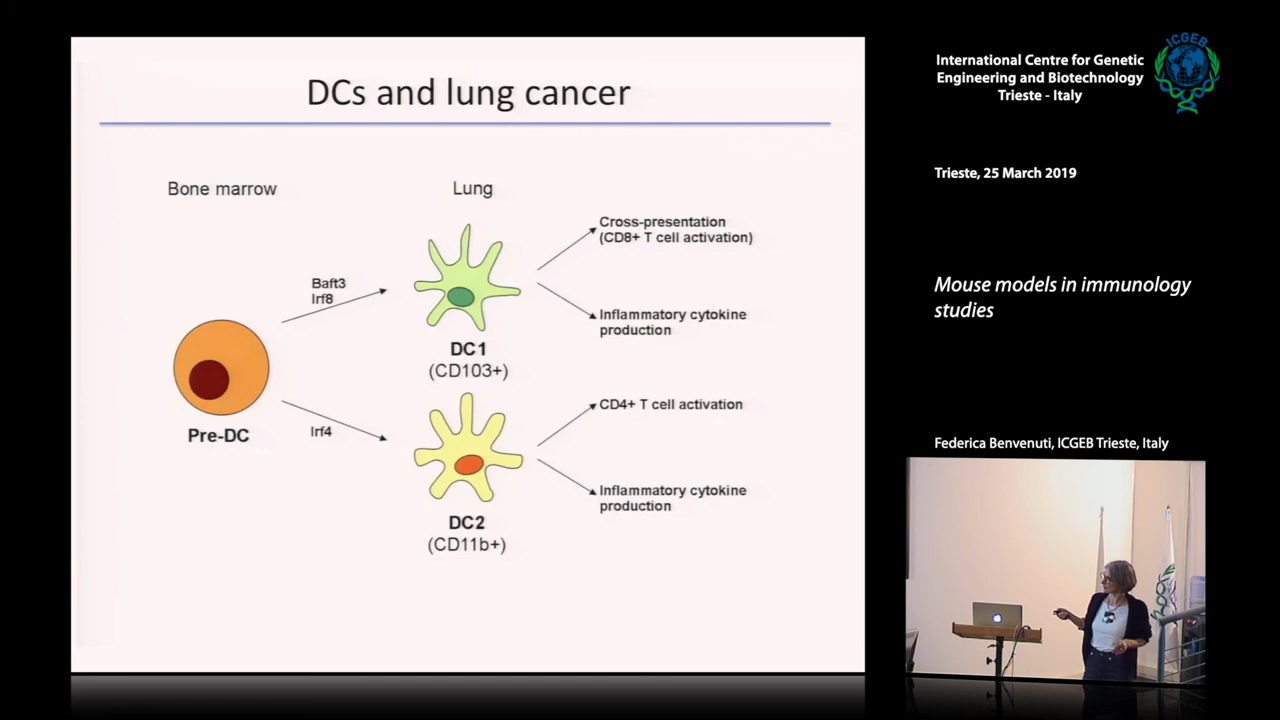 DCs and lung cancer
Bone marrow
Lung
Baft3
Irf8
Irf4
Pre-DC
DC1
(CD103+)
DC2
(CD11b+)
Cross-presentation
(CD8+ T cell activation)
Inflammatory cytokine
production
CD4+ T cell activation
Inflammatory cytokine
production
International Centre for Genetic
Engineering and Biotechnology
Trieste - Italy
ICGEB
Trieste, 25 March 2019
Mouse models in immunology
studies
Federica Benvenuti, ICGEB Trieste, Italy